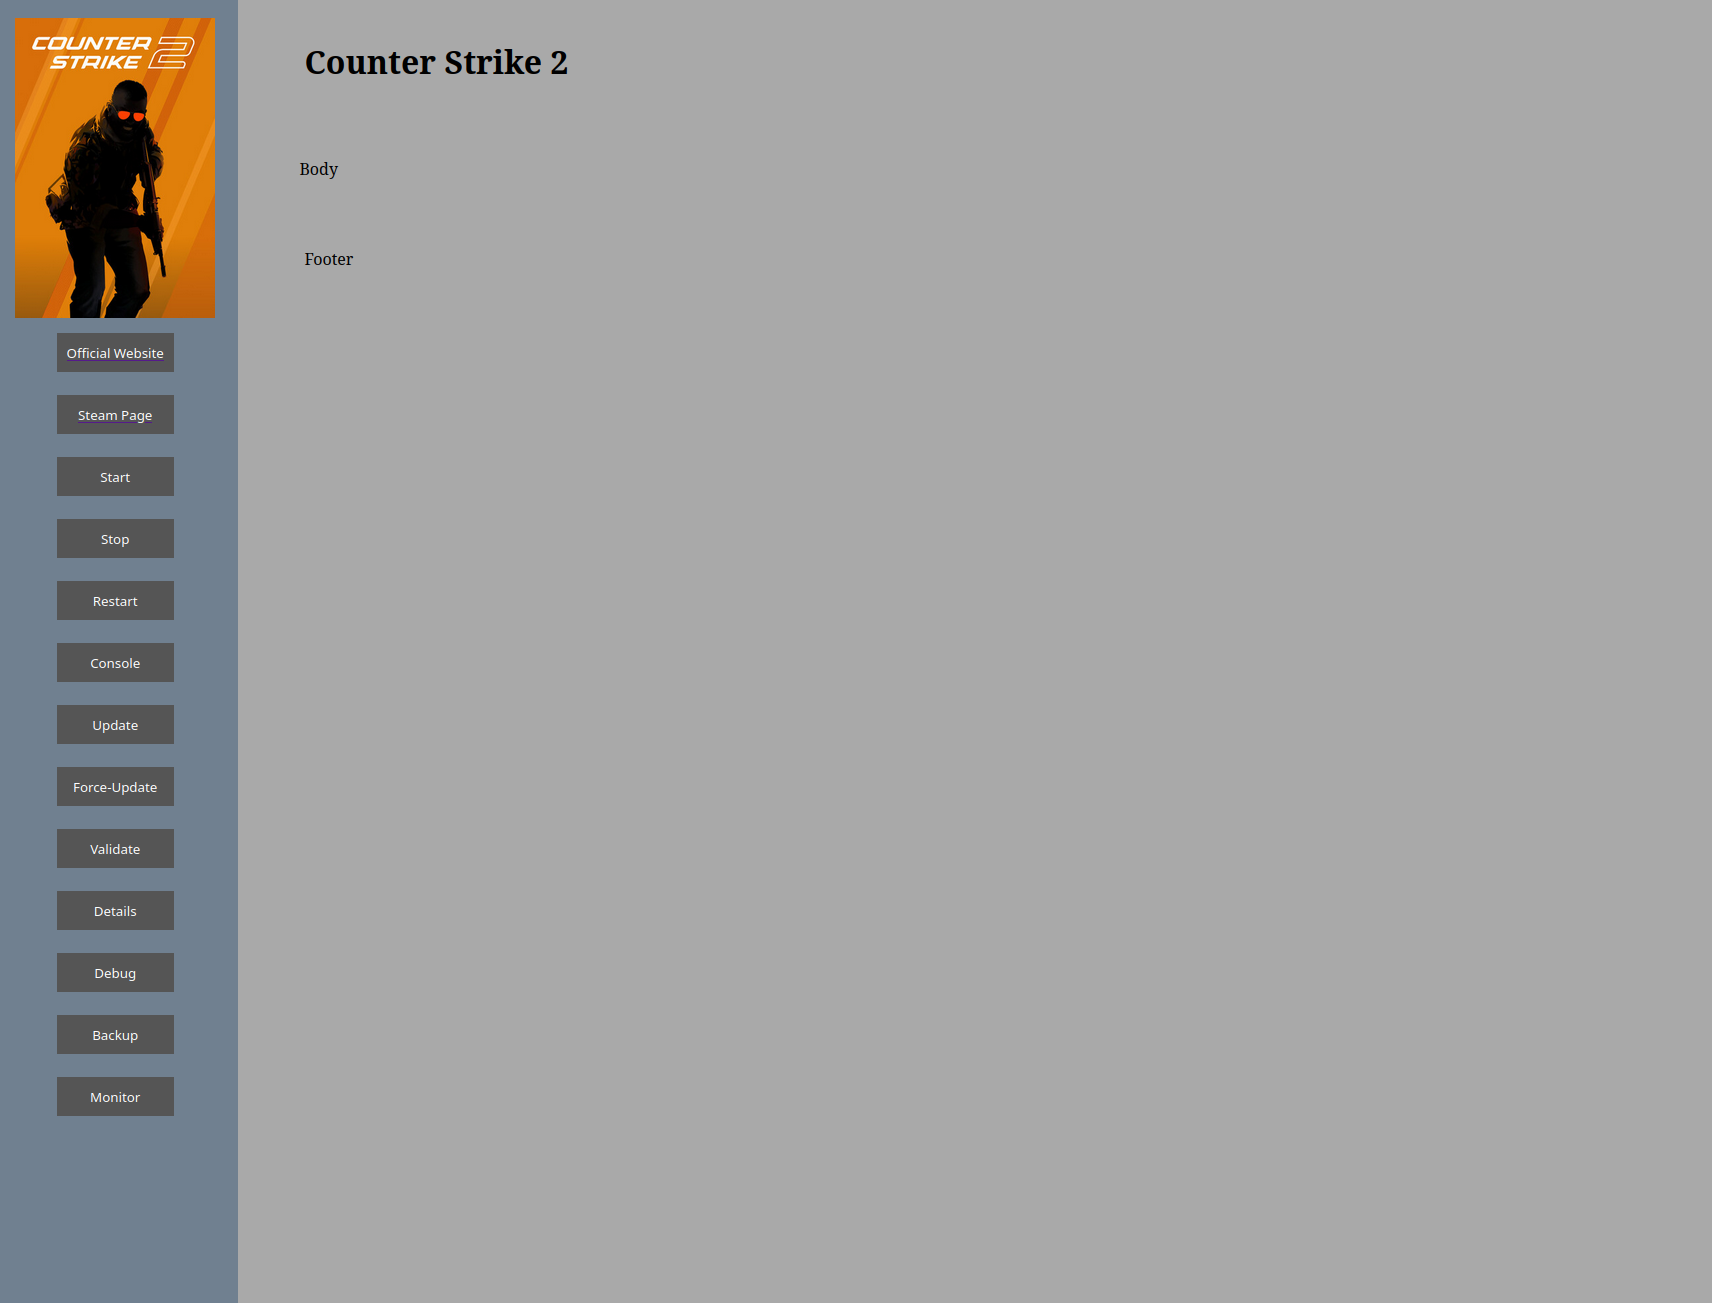 COUNTER
STRIKE 2
Official Website
Steam Page
Start
Stop
Restart
Console
Update
Force-Update
Validate
Details
Debug
Backup
Monitor
Counter Strike 2
Body
Footer